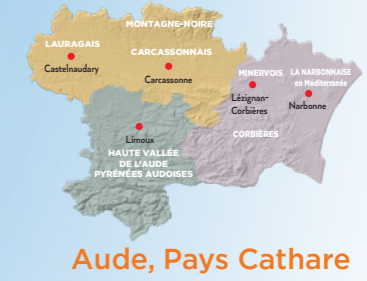 MONTAGNE-NOIRE
LAURAGAIS
CARCASSONNAIS
Castelnaudary
Carcassonne
MINERVOIS
LA NARBONNAISE
en Méditerranée
Lézignan-
Corbières
Narbonne
Limoux
CORBIÈRES
HAUTE VALLÉE
DE L'AUDE
PYRÉNÉES AUDOISES
Aude, Pays Cathare